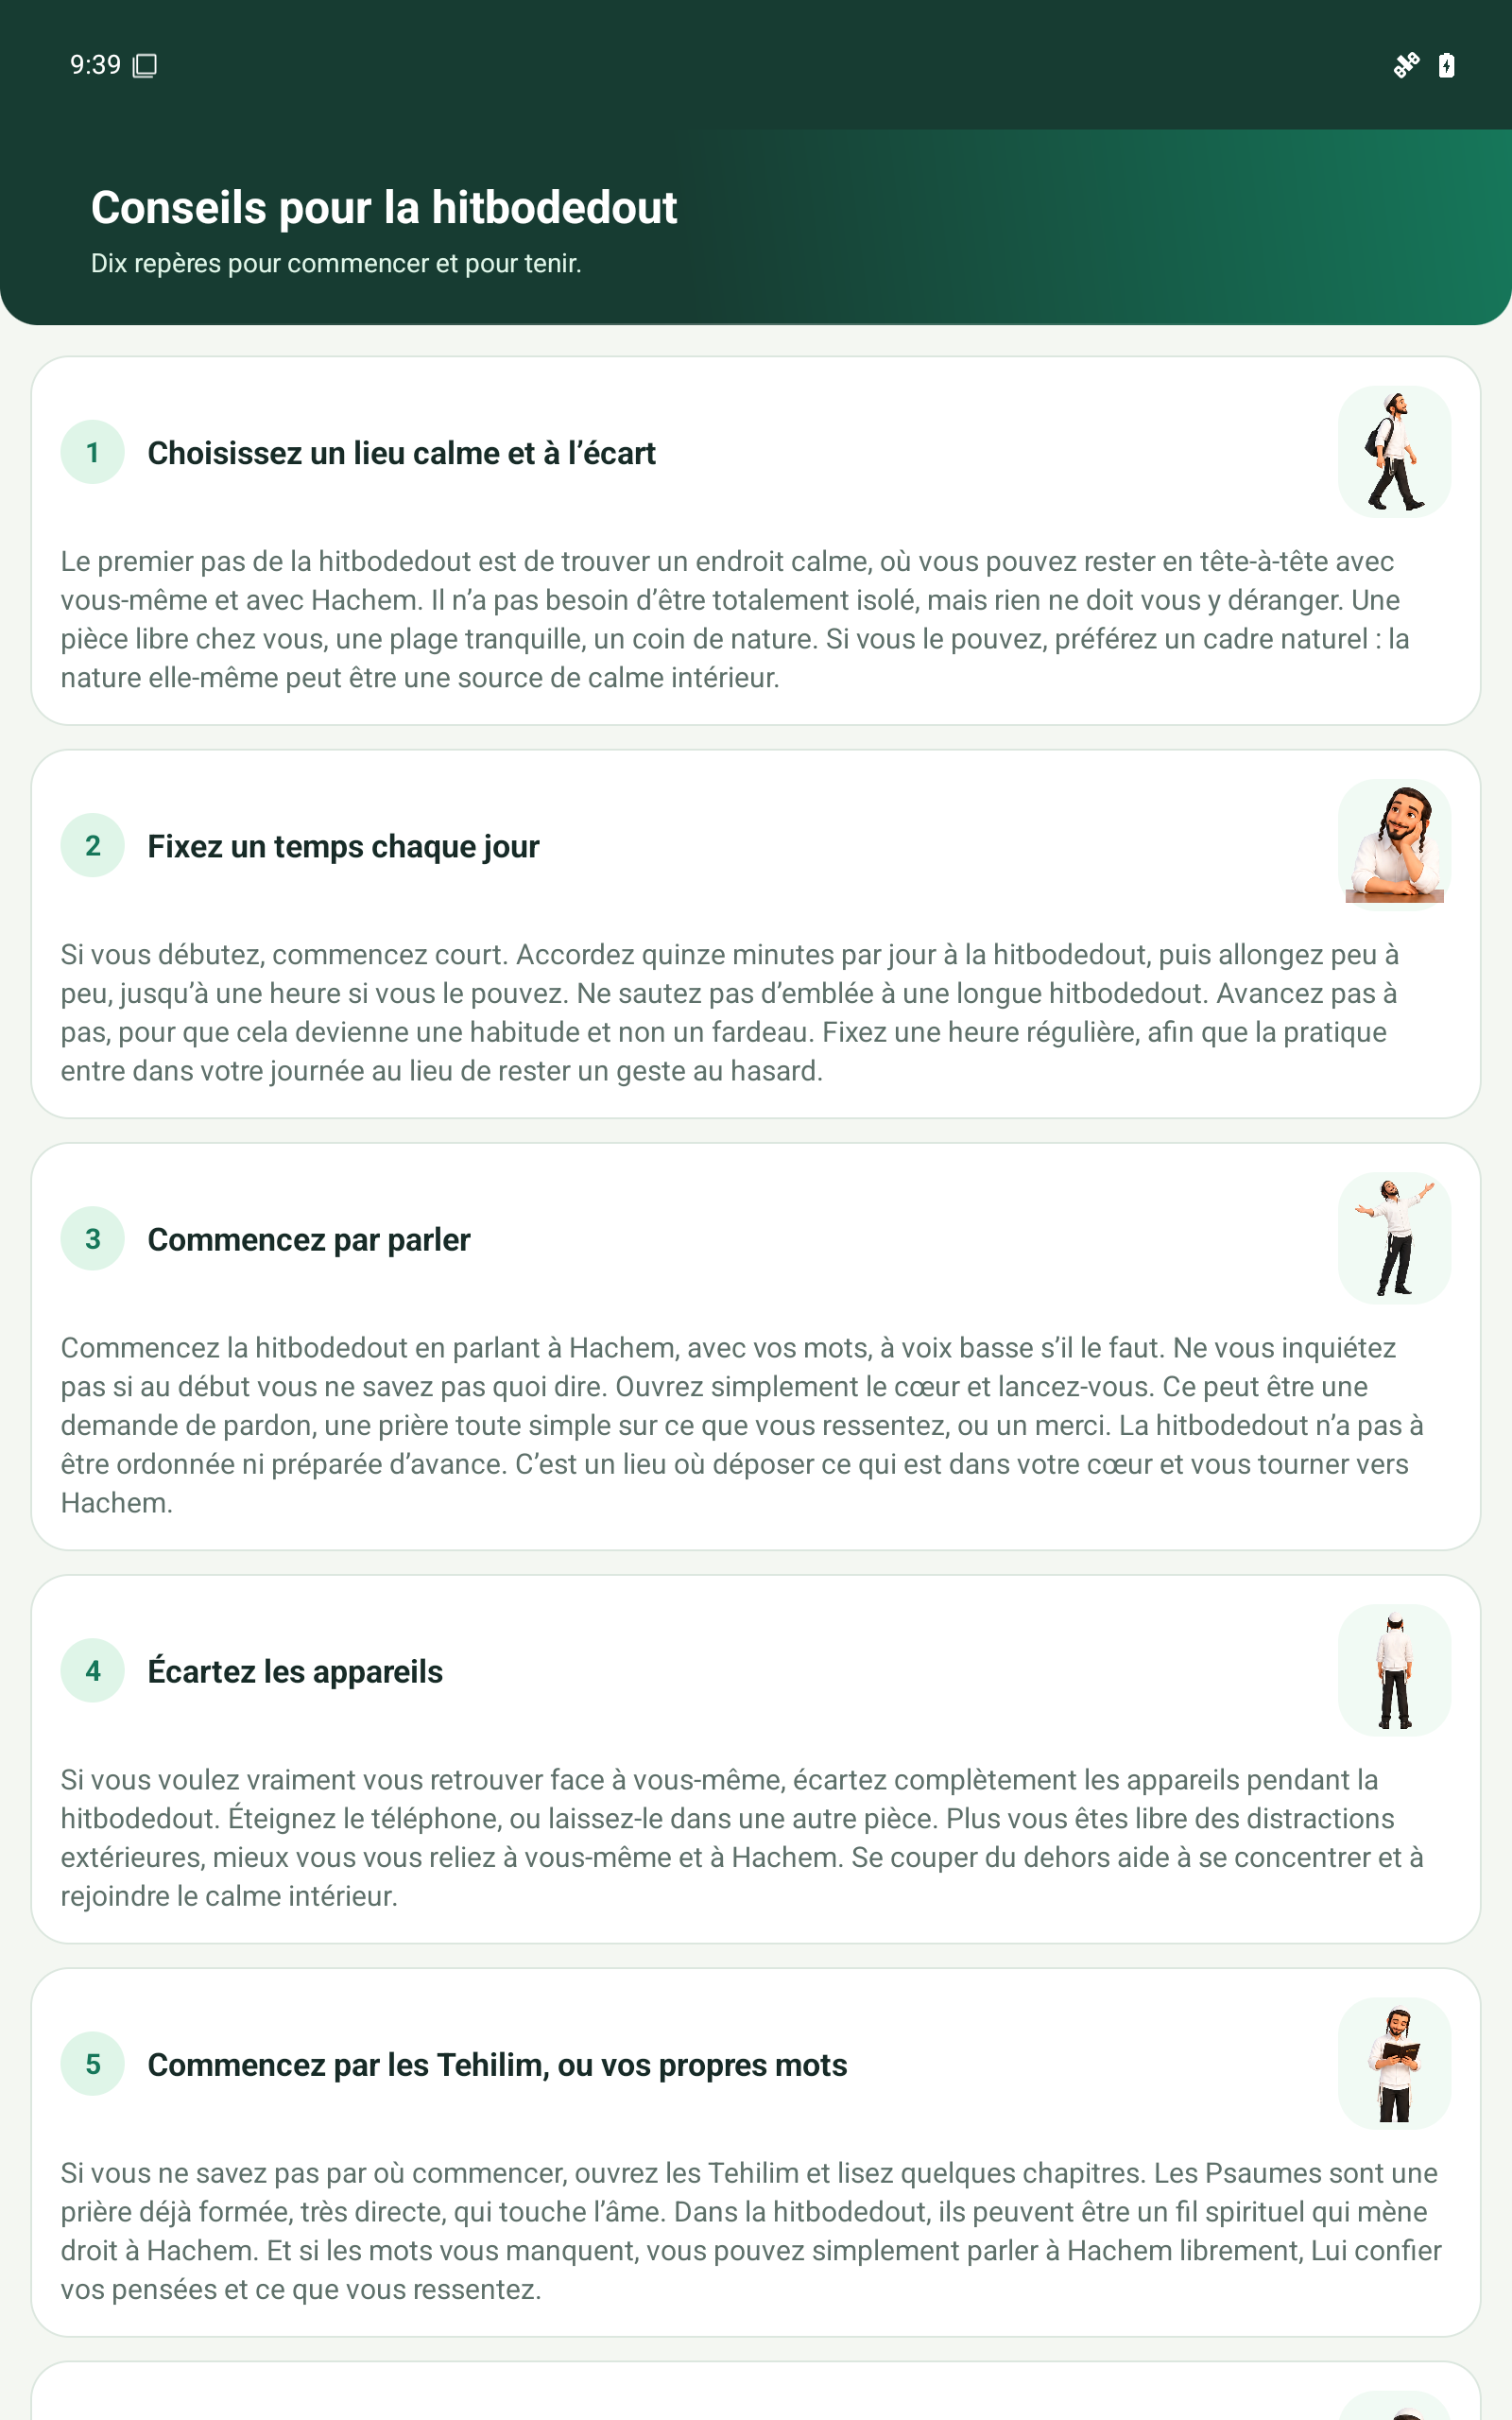 9:39
Conseils pour la hitbodedout
Dix repères pour commencer et pour tenir.
1
Choisissez un lieu calme et à l’écart
Le premier pas de la hitbodedout est de trouver un endroit calme, où vous pouvez rester en tête-à-tête avec
vous-même et avec Hachem. Il n’a pas besoin d’être totalement isolé, mais rien ne doit vous y déranger. Une
pièce libre chez vous, une plage tranquille, un coin de nature. Si vous le pouvez, préférez un cadre naturel : la
nature elle-même peut être une source de calme intérieur.
2
Fixez un temps chaque jour
Si vous débutez, commencez court. Accordez quinze minutes par jour à la hitbodedout, puis allongez peu à
peu, jusqu’à une heure si vous le pouvez. Ne sautez pas d’emblée à une longue hitbodedout. Avancez pas à
pas, pour que cela devienne une habitude et non un fardeau. Fixez une heure régulière, afin que la pratique
entre dans votre journée au lieu de rester un geste au hasard.
3
Commencez par parler
Commencez la hitbodedout en parlant à Hachem, avec vos mots, à voix basse s’il le faut. Ne vous inquiétez
pas si au début vous ne savez pas quoi dire. Ouvrez simplement le cœur et lancez-vous. Ce peut être une
demande de pardon, une prière toute simple sur ce que vous ressentez, ou un merci. La hitbodedout n’a pas à
être ordonnée ni préparée d’avance. C’est un lieu où déposer ce qui est dans votre cœur et vous tourner vers
Hachem.
4
Écartez les appareils
Si vous voulez vraiment vous retrouver face à vous-même, écartez complètement les appareils pendant la
hitbodedout. Éteignez le téléphone, ou laissez-le dans une autre pièce. Plus vous êtes libre des distractions
extérieures, mieux vous vous reliez à vous-même et à Hachem. Se couper du dehors aide à se concentrer et à
rejoindre le calme intérieur.
5
Commencez par les Tehilim, ou vos propres mots
Si vous ne savez pas par où commencer, ouvrez les Tehilim et lisez quelques chapitres. Les Psaumes sont une
prière déjà formée, très directe, qui touche l’âme. Dans la hitbodedout, ils peuvent être un fil spirituel qui mène
droit à Hachem. Et si les mots vous manquent, vous pouvez simplement parler à Hachem librement, Lui confier
vos pensées et ce que vous ressentez.